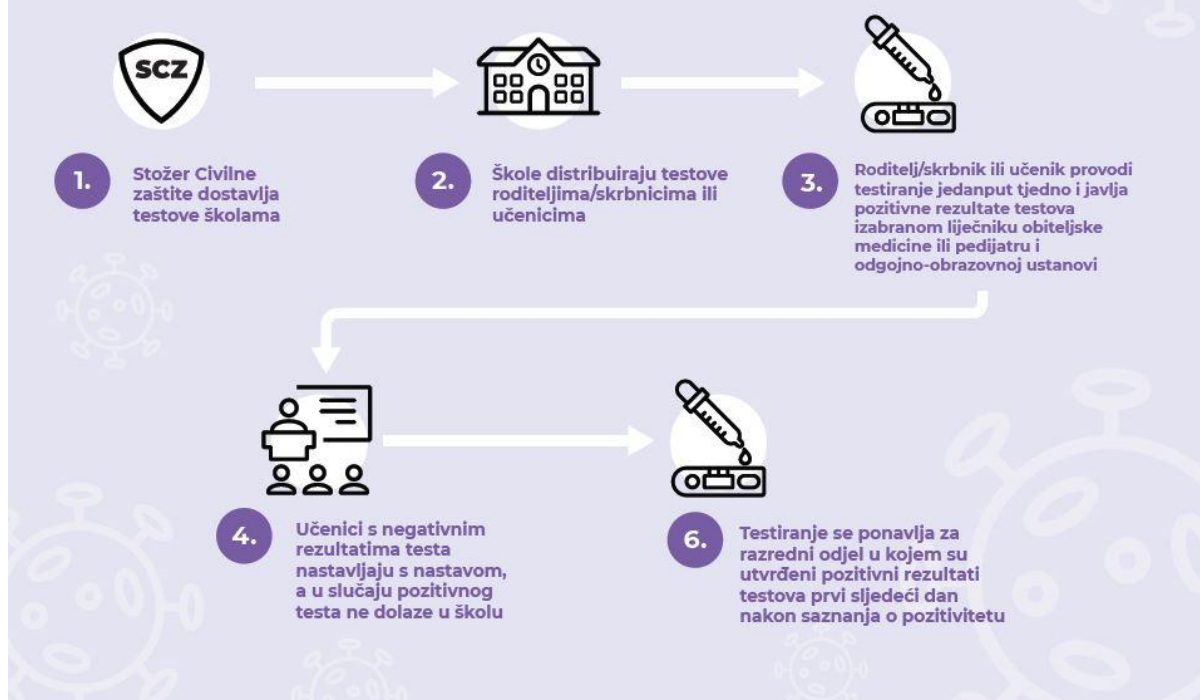 SCZ
1.
Stožer Civilne
zaštite dostavlja
testove školama
2.
Škole distribuiraju testove
roditeljima/skrbnicima ili
učenicima
3.
Roditelj/skrbnik ili učenik provodi
testiranje jedanput tjedno i javlja
pozitivne rezultate testova
izabranom liječniku obiteljske
medicine ili pedijatru i
odgojno-obrazovnoj ustanovi
4.
Učenici s negativnim
rezultatima testa
nastavljaju s nastavom,
a u slučaju pozitivnog
testa ne dolaze u školu
6.
Testiranje se ponavlja za
razredni odjel u kojem su
utvrđeni pozitivni rezultati
testova prvi sljedeći dan
nakon saznanja o pozitivitetu